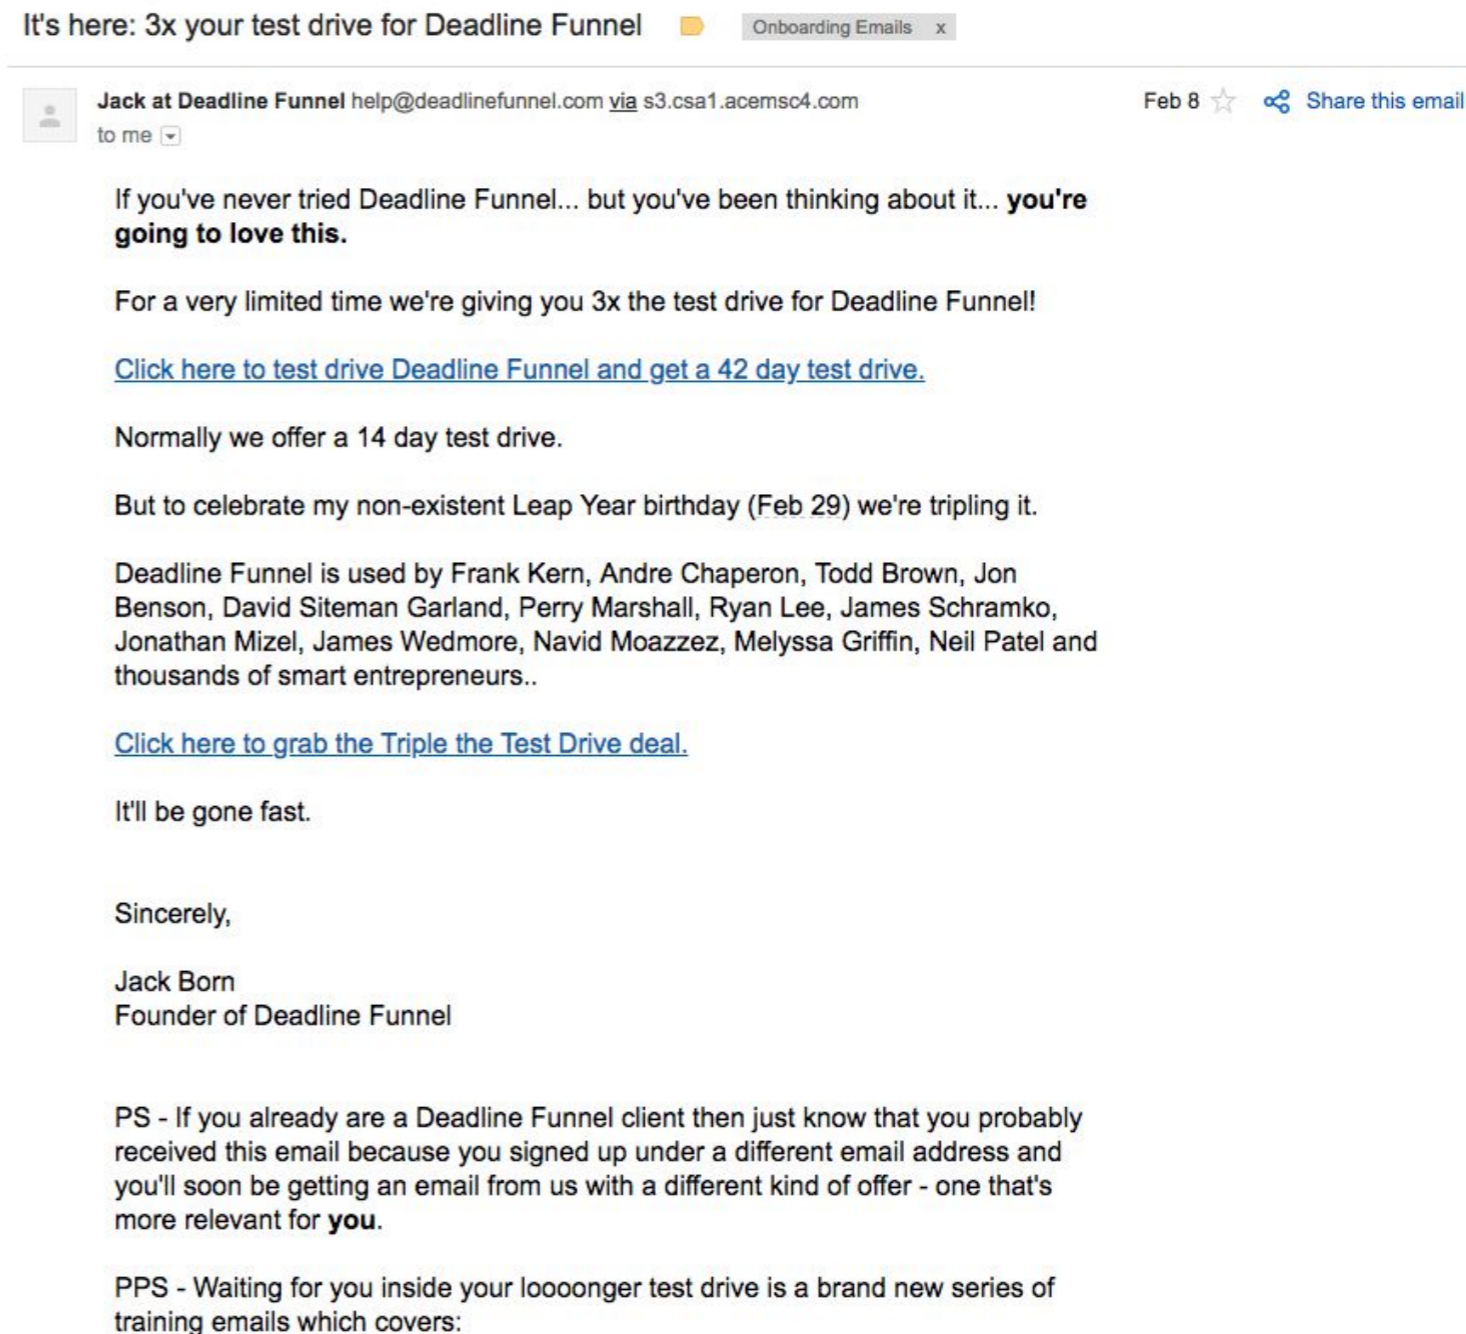 It's here: 3x your test drive for Deadline Funnel Onboarding Emails x
Jack at Deadline Funnel help@deadlinefunnel.com via s3.csa1.acemsc4.com Feb 8 Share this email
to me
If you've never tried Deadline Funnel... but you've been thinking about it... you're
going to love this.
For a very limited time we're giving you 3x the test drive for Deadline Funnel!
Click here to test drive Deadline Funnel and get a 42 day test drive.
Normally we offer a 14 day test drive.
But to celebrate my non-existent Leap Year birthday (Feb 29) we're tripling it.
Deadline Funnel is used by Frank Kern, Andre Chaperon, Todd Brown, Jon
Benson, David Siteman Garland, Perry Marshall, Ryan Lee, James Schramko,
Jonathan Mizel, James Wedmore, Navid Moazzez, Melyssa Griffin, Neil Patel and
thousands of smart entrepreneurs..
Click here to grab the Triple the Test Drive deal.
It'll be gone fast.
Sincerely,
Jack Born
Founder of Deadline Funnel
PS - If you already are a Deadline Funnel client then just know that you probably
received this email because you signed up under a different email address and
you'll soon be getting an email from us with a different kind of offer - one that's
more relevant for you.
PPS - Waiting for you inside your loooonger test drive is a brand new series of
training emails which covers: